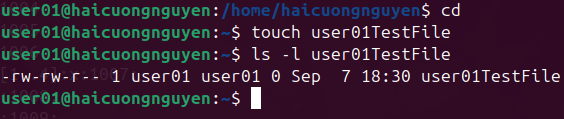 user01@haicuongnguyen:/home/haicuongnguyen$ cd
user01@haicuongnguyen:~$ touch user01TestFile
user01@haicuongnguyen:~$ ls -l user01TestFile
-rw-rw-r-- 1 user01 user01 0 Sep  7 18:30 user01TestFile
user01@haicuongnguyen:~$